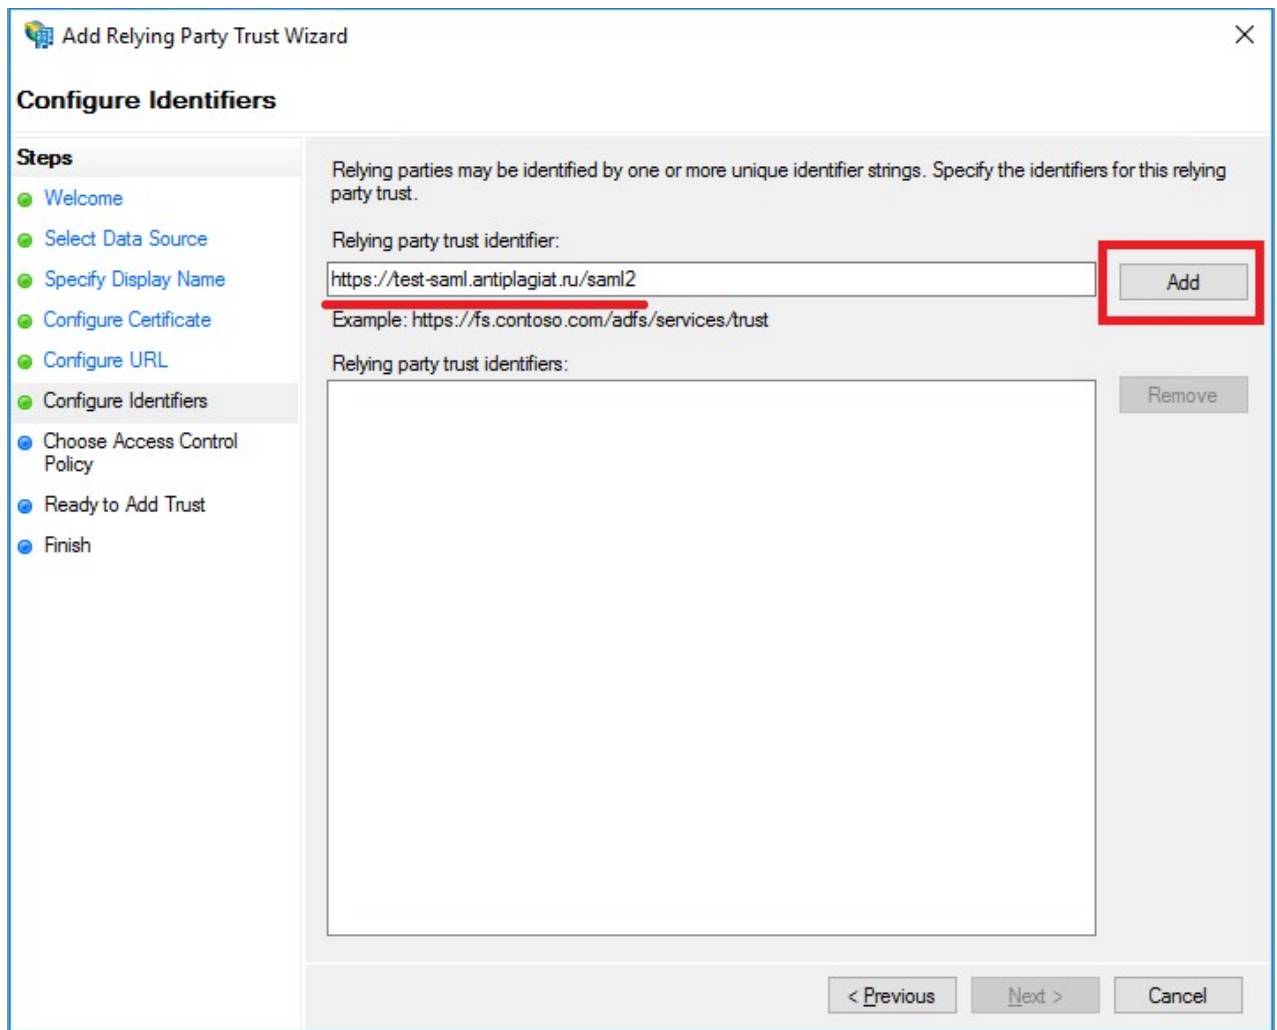 Add Relying Party Trust Wizard
Configure Identifiers
Steps
Welcome
Select Data Source
Specify Display Name
Configure Certificate
Configure URL
Configure Identifiers
Choose Access Control
Policy
Ready to Add Trust
Finish
Relying parties may be identified by one or more unique identifier strings. Specify the identifiers for this relying
party trust.
Relying party trust identifier:
https://test-saml.antiplagiat.ru/saml2
Add
Example: https://fs.contoso.com/adfs/services/trust
Relying party trust identifiers:
Remove
< Previous
Next >
Cancel